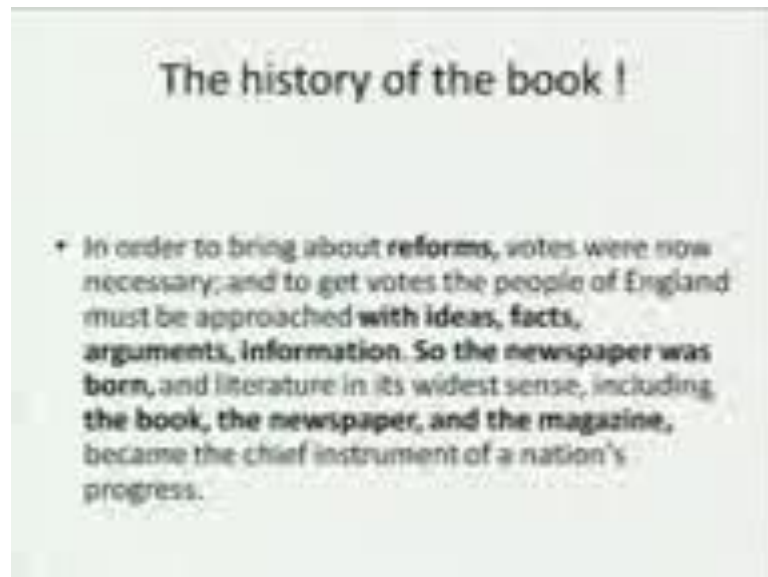 The history of the book !
• In order to bring about reforms, votes were now
necessary; and to get votes the people of England
must be approached with ideas, facts,
arguments, information. So the newspaper was
born, and literature in its widest sense, including
the book, the newspaper, and the magazine,
became the chief instrument of a nation's
progress.